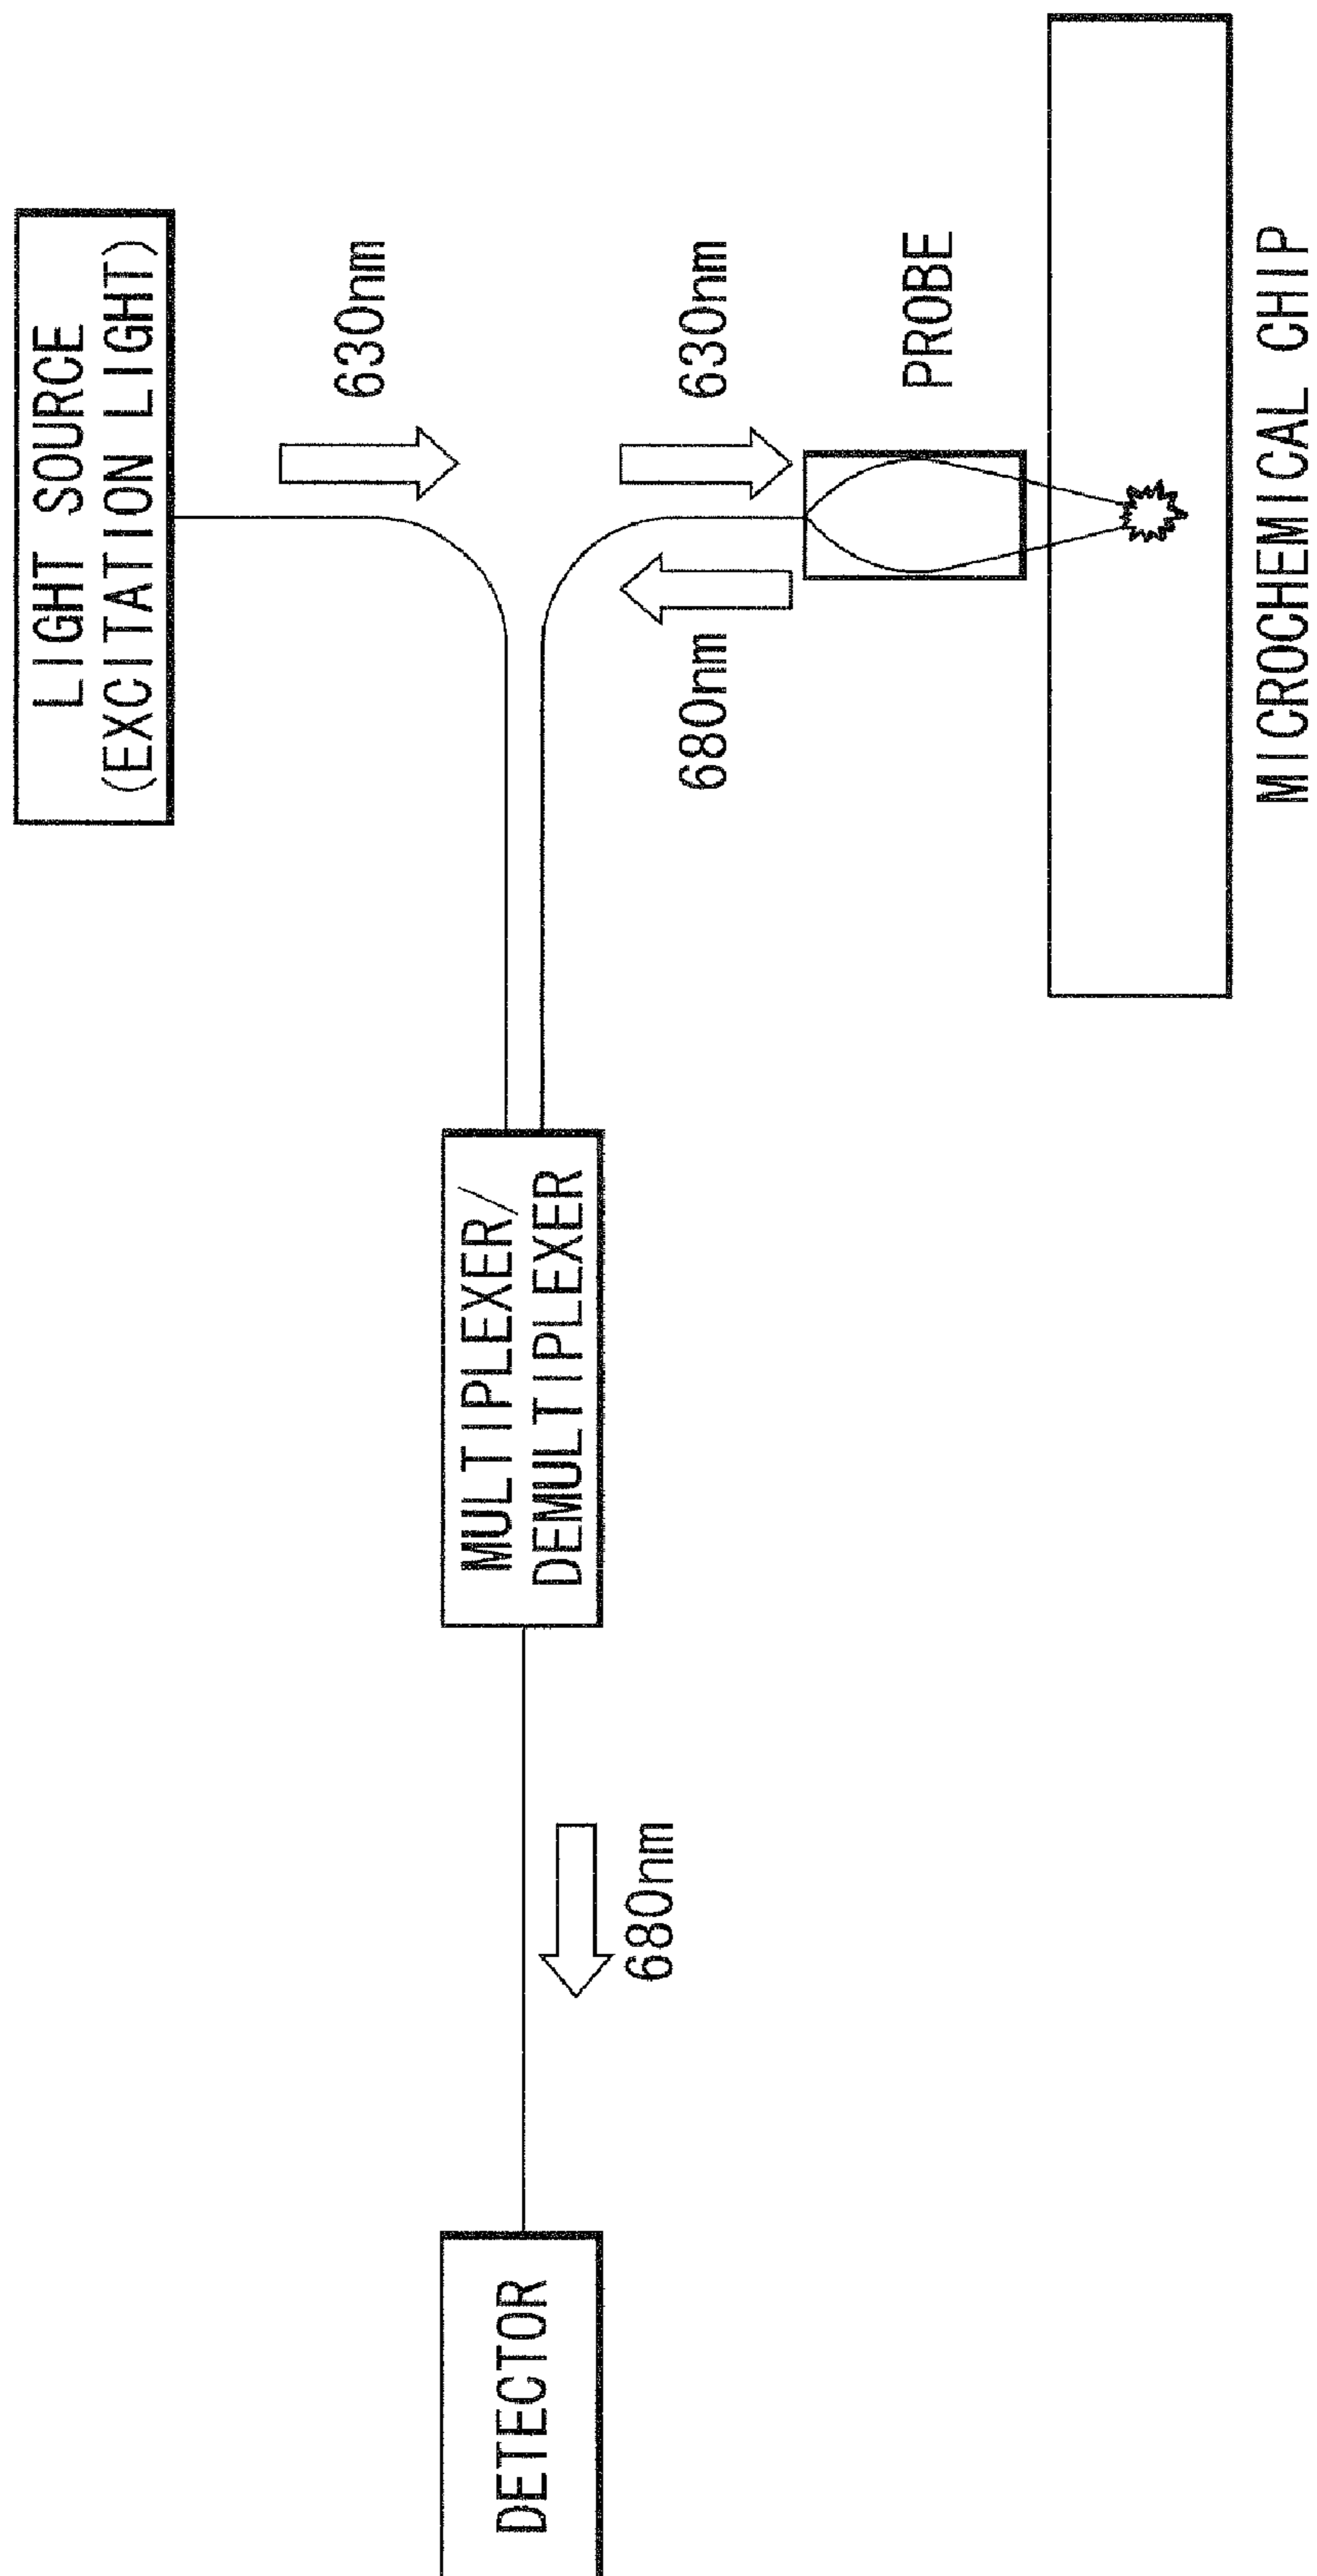 LIGHT SOURCE
(EXCITATION LIGHT)
630nm
DETECTOR
MULTIPLEXER/
DEMULTIPLEXER
680nm
680nm
630nm
PROBE
MICROCHEMICAL CHIP